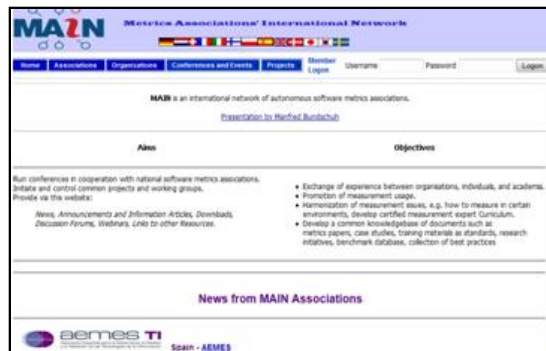 MAIN
Metrics Associations' International Network
Home Associations Organisations Conferences and Events Projects Member Logon Username Password Logon
MAIN is an international network of autonomous software metrics associations.
Presentation by Manfred Bundschuh
Aims
Objectives
Run conferences in cooperation with national software metrics associations.
Initiate and control common projects and working groups.
Provide via this website:
News, Announcements and Information Articles, Downloads,
Discussion Forums, Webinars, Links to other Resources.
Exchange of experience between organisations, individuals, and academia.
Promotion of measurement usage.
Harmonization of measurement issues, e.g. how to measure in certain
environments, develop certified measurement expert Curriculum.
Develop a common knowledgebase of documents such as
metrics papers, case studies, training materials as standards, research
initiatives, benchmark database, collection of best practices
News from MAIN Associations
aemes TI
Spain - AEMES